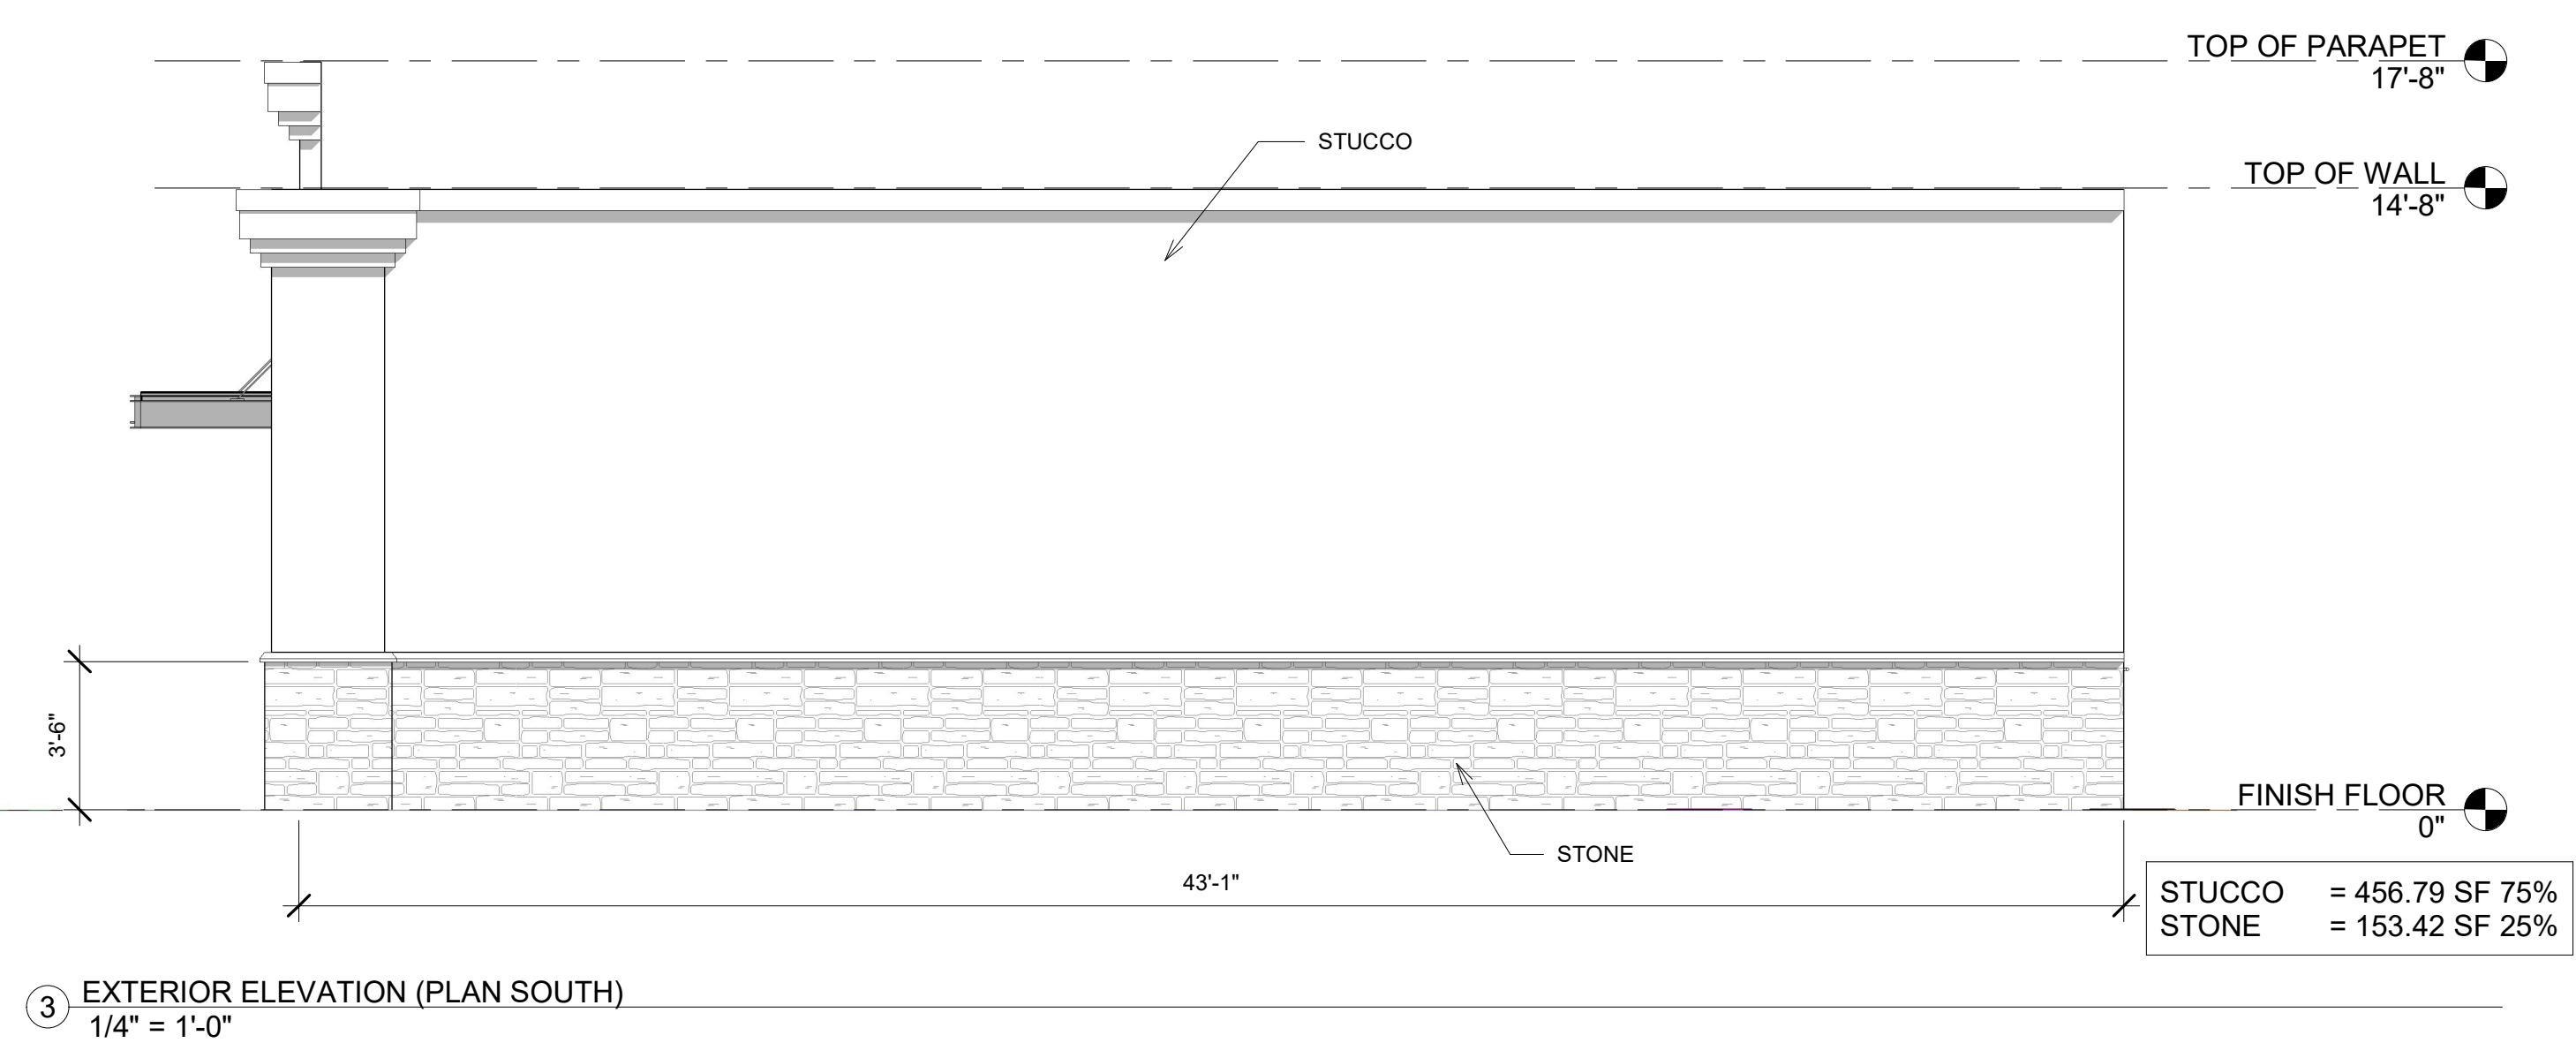 TOP OF PARAPET
17'-8"
STUCCO
TOP OF WALL
14'-8"
3'-6"
FINISH FLOOR
0"
STONE
43'-1"
STUCCO = 456.79 SF 75%
STONE = 153.42 SF 25%
3 EXTERIOR ELEVATION (PLAN SOUTH)
1/4" = 1'-0"